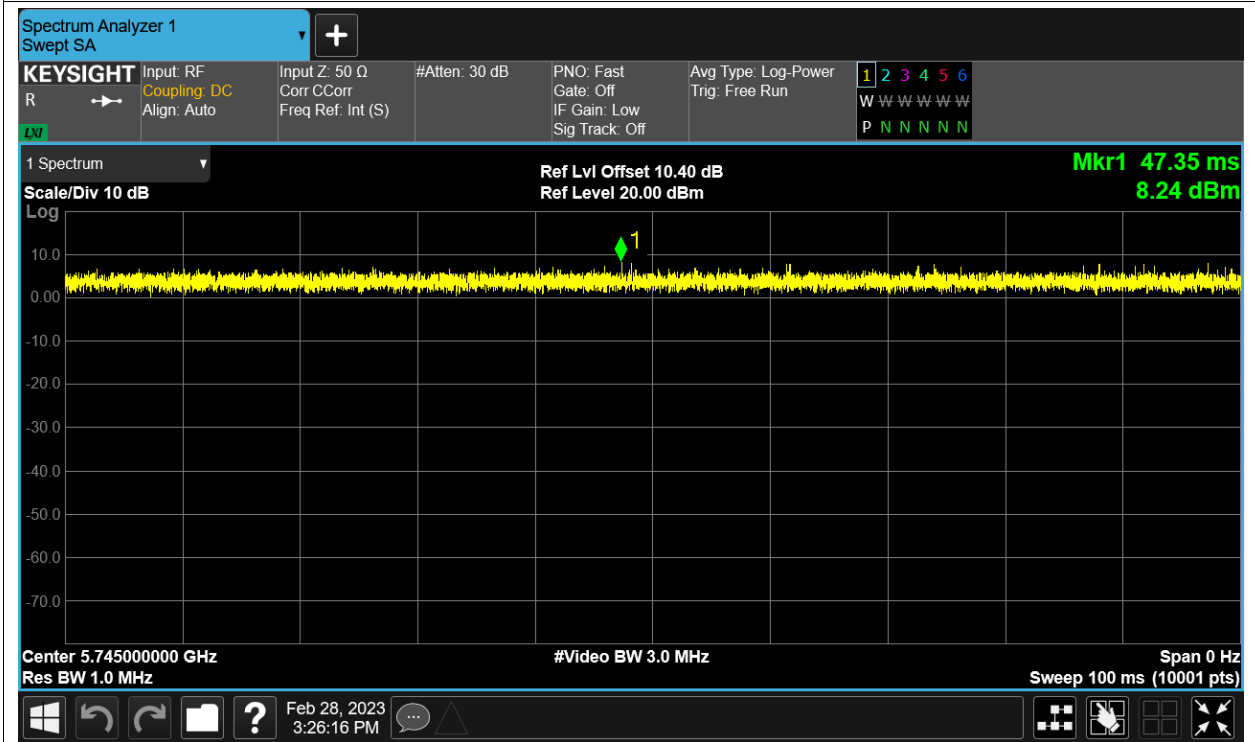 Spectrum Analyzer 1
Swept SA
KEYSIGHT
R
LXI
Input: RF
Coupling: DC
Align: Auto
Input Z: 50 Ω
Corr CCorr
Freq Ref: Int (S)
#Atten: 30 dB
PNO: Fast
Gate: Off
IF Gain: Low
Sig Track: Off
Avg Type: Log-Power
Trig: Free Run
1 2 3 4 5 6
W W W W W W
P N N N N N
1 Spectrum
Scale/Div 10 dB
Log
Ref Lvl Offset 10.40 dB
Ref Level 20.00 dBm
Mkr1 47.35 ms
8.24 dBm
1
10.0
0.00
-10.0
-20.0
-30.0
-40.0
-50.0
-60.0
-70.0
Center 5.745000000 GHz
Res BW 1.0 MHz
#Video BW 3.0 MHz
Span 0 Hz
Sweep 100 ms (10001 pts)
?
Feb 28, 2023
3:26:16 PM